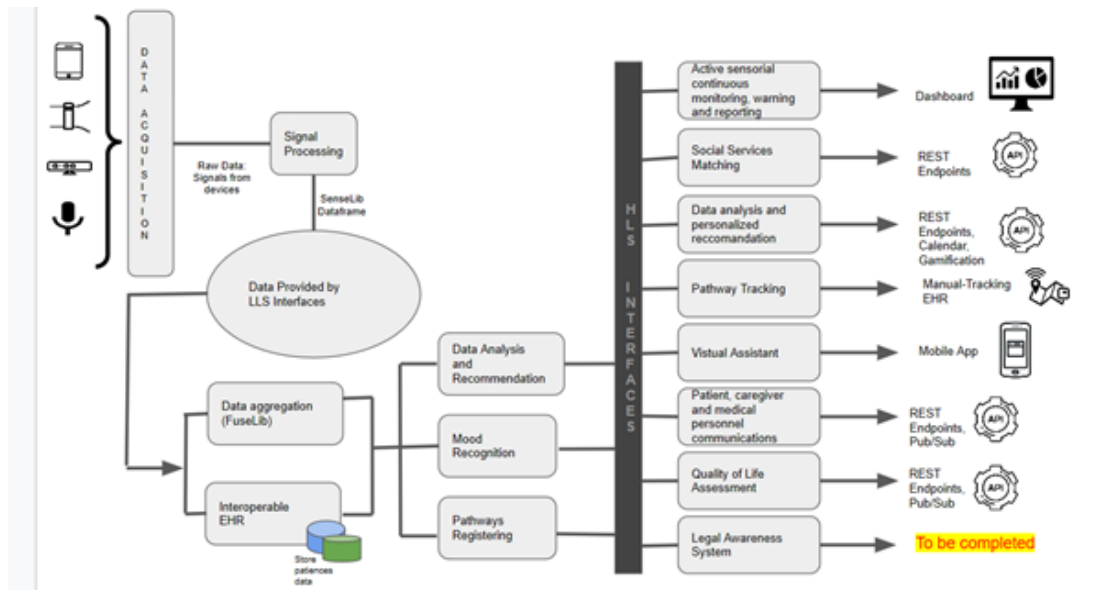 DATA ACQUISITION
Signal
Processing
Raw Data:
Signals from
devices
SenseLib
Dataframe
Data Provided by
LLS Interfaces
Data aggregation
(FuseLib)
Interoperable
EHR
Store
patiences
data
Data Analysis
and
Recommendation
Mood
Recognition
Pathways
Registering
HLS INTERFACES
Active sensorial
continuous
monitoring, warning
and reporting
Dashboard
Social Services
Matching
REST
Endpoints
API
Data analysis and
personalized
reccomandation
REST
Endpoints,
Calendar,
Gamification
API
Pathway Tracking
Manual-Tracking
EHR
Vistual Assistant
Mobile App
Patient, caregiver
and medical
personnel
communications
REST
Endpoints,
Pub/Sub
API
Quality of Life
Assessment
REST
Endpoints,
Pub/Sub
API
Legal Awareness
System
To be completed